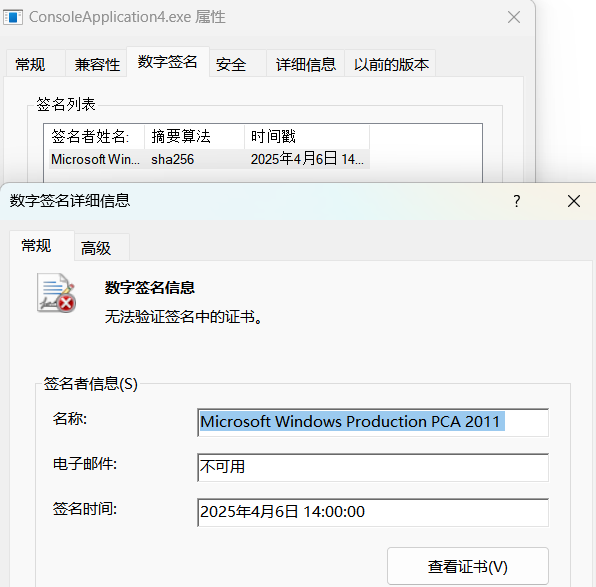 ConsoleApplication4.exe 属性
常规 兼容性 数字签名 安全 详细信息 以前的版本
签名列表
签名者姓名: 摘要算法 时间戳
Microsoft Win... sha256 2025年4月6日 14...
数字签名详细信息 ?
常规 高级
数字签名信息
无法验证签名中的证书。
签名者信息(S)
名称: Microsoft Windows Production PCA 2011
电子邮件: 不可用
签名时间: 2025年4月6日 14:00:00
查看证书(V)